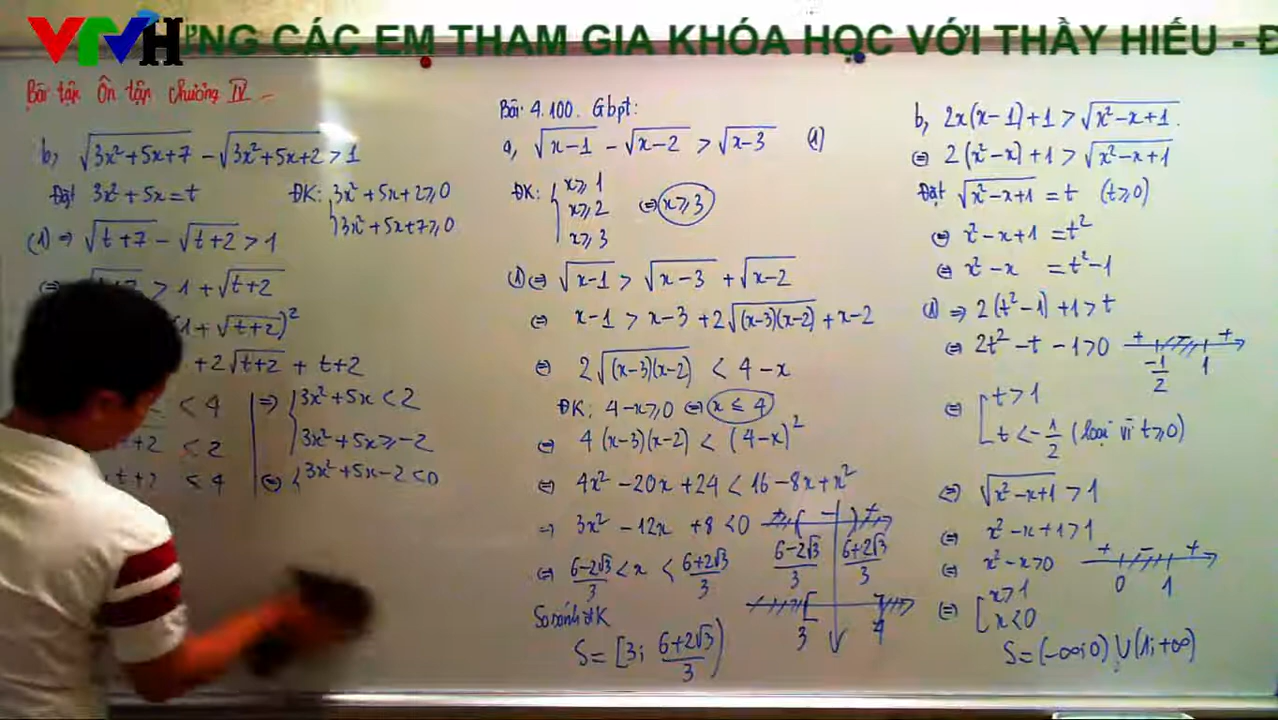 VTVH
ỨNG CÁC EM THAM GIA KHÓA HỌC VỚI THẦY HIẾU - Đ
Bài tập Ôn tập chương IV
b, √(3x²+5x+7) - √(3x²+5x+2) > 1
Đặt 3x²+5x = t ĐK: { 3x²+5x+2 ≥ 0
3x²+5x+7 ≥ 0
(1) ⇒ √(t+7) - √(t+2) > 1
> 1 + √(t+2)
1 + √(t+2))²
+ 2√(t+2) + t+2
< 4 ⇒ { 3x²+5x < 2
+2 < 2 3x²+5x ≥ -2
t+2 < 4 ⇔ { 3x²+5x-2 < 0
Bài 4.100. Gbpt:
a, √(x-1) - √(x-2) > √(x-3) (1)
ĐK: { x ≥ 1
x ≥ 2 ⇔ x ≥ 3
x ≥ 3
(1) ⇔ √(x-1) > √(x-3) + √(x-2)
⇔ x-1 > x-3 + 2√((x-3)(x-2)) + x-2
⇔ 2√((x-3)(x-2)) < 4-x
ĐK: 4-x ≥ 0 ⇔ x ≤ 4
⇔ 4(x-3)(x-2) < (4-x)²
⇔ 4x² - 20x + 24 < 16 - 8x + x²
⇒ 3x² - 12x + 8 < 0 + - +
⇔ (6-2√3)/3 < x < (6+2√3)/3 (6-2√3)/3 (6+2√3)/3
So sánh ĐK 3 4
S = [3; (6+2√3)/3)
b, 2x(x-1)+1 > √(x²-x+1).
⇔ 2(x²-x)+1 > √(x²-x+1)
Đặt √(x²-x+1) = t (t ≥ 0)
⇔ x²-x+1 = t²
⇔ x²-x = t²-1
(1) ⇒ 2(t²-1)+1 > t
⇔ 2t²-t-1 > 0 + - +
-1/2 1
⇔ [ t > 1
t < -1/2 (loại vì t ≥ 0)
⇔ √(x²-x+1) > 1
⇔ x²-x+1 > 1
⇔ x²-x > 0 + - +
0 1
⇔ [ x > 1
x < 0
S = (-∞; 0) ∪ (1; +∞)